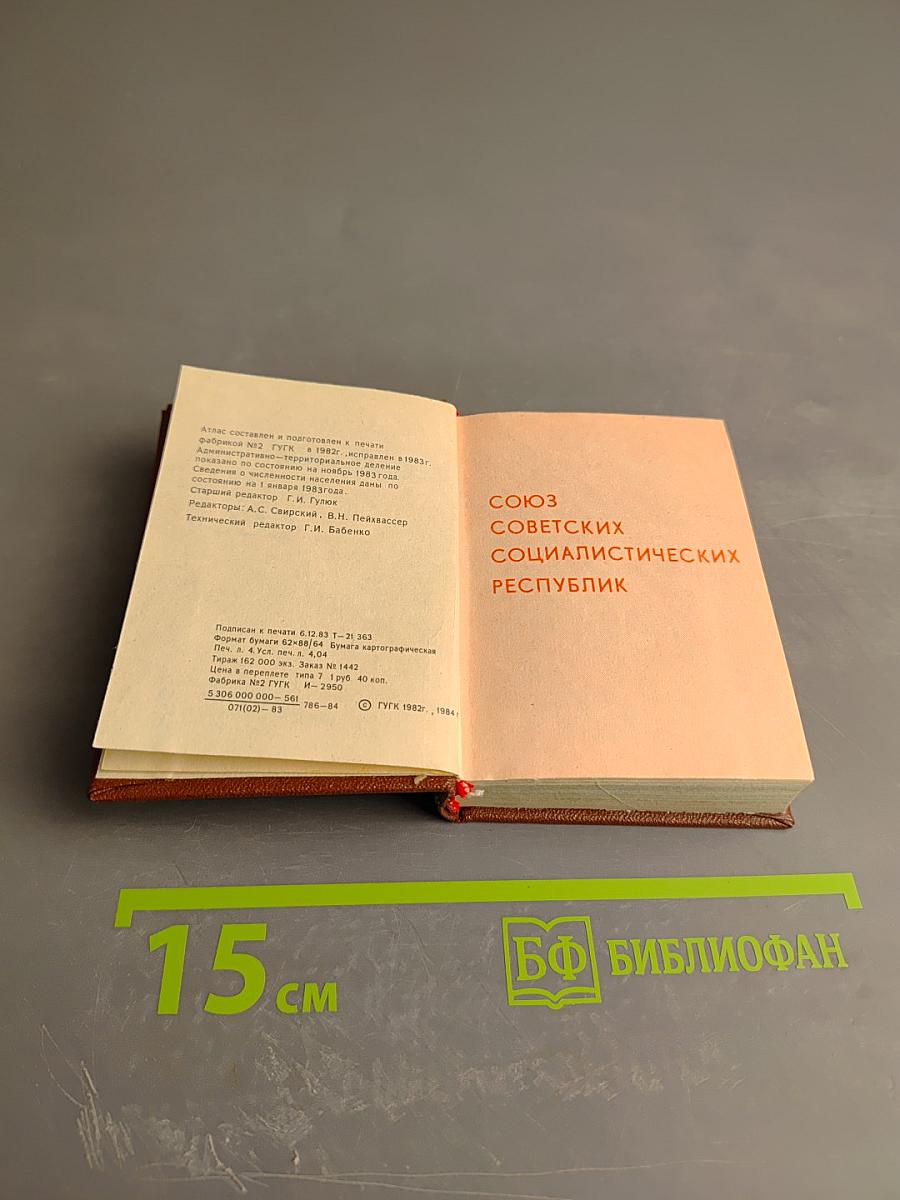 Атлас составлен и подготовлен к печати
фабрикой №2 ГУГК в 1982г.,исправлен в 1983г.
Административно—территориальное деление
показано по состоянию на ноябрь 1983 года.
Сведения о численности населения даны по
состоянию на 1 января 1983года.
Старший редактор Г.И. Гулюк
Редакторы: А.С. Свирский, В.Н. Пейхвассер
Технический редактор Г.И. Бабенко
Подписан к печати 6.12.83 Т—21 363
Формат бумаги 62×88/64 Бумага картографическая
Печ. л. 4. Усл. печ. л. 4,04
Тираж 162 000 экз. Заказ № 1442
Цена в переплете типа 7 1 руб. 40 коп.
Фабрика №2 ГУГК И—2950
5 306 000 000—561
071(02)—83
786—84
© ГУГК 1982г., 1984г
СОЮЗ
СОВЕТСКИХ
СОЦИАЛИСТИЧЕСКИХ
РЕСПУБЛИК
15 см
БФ БИБЛИОФАН